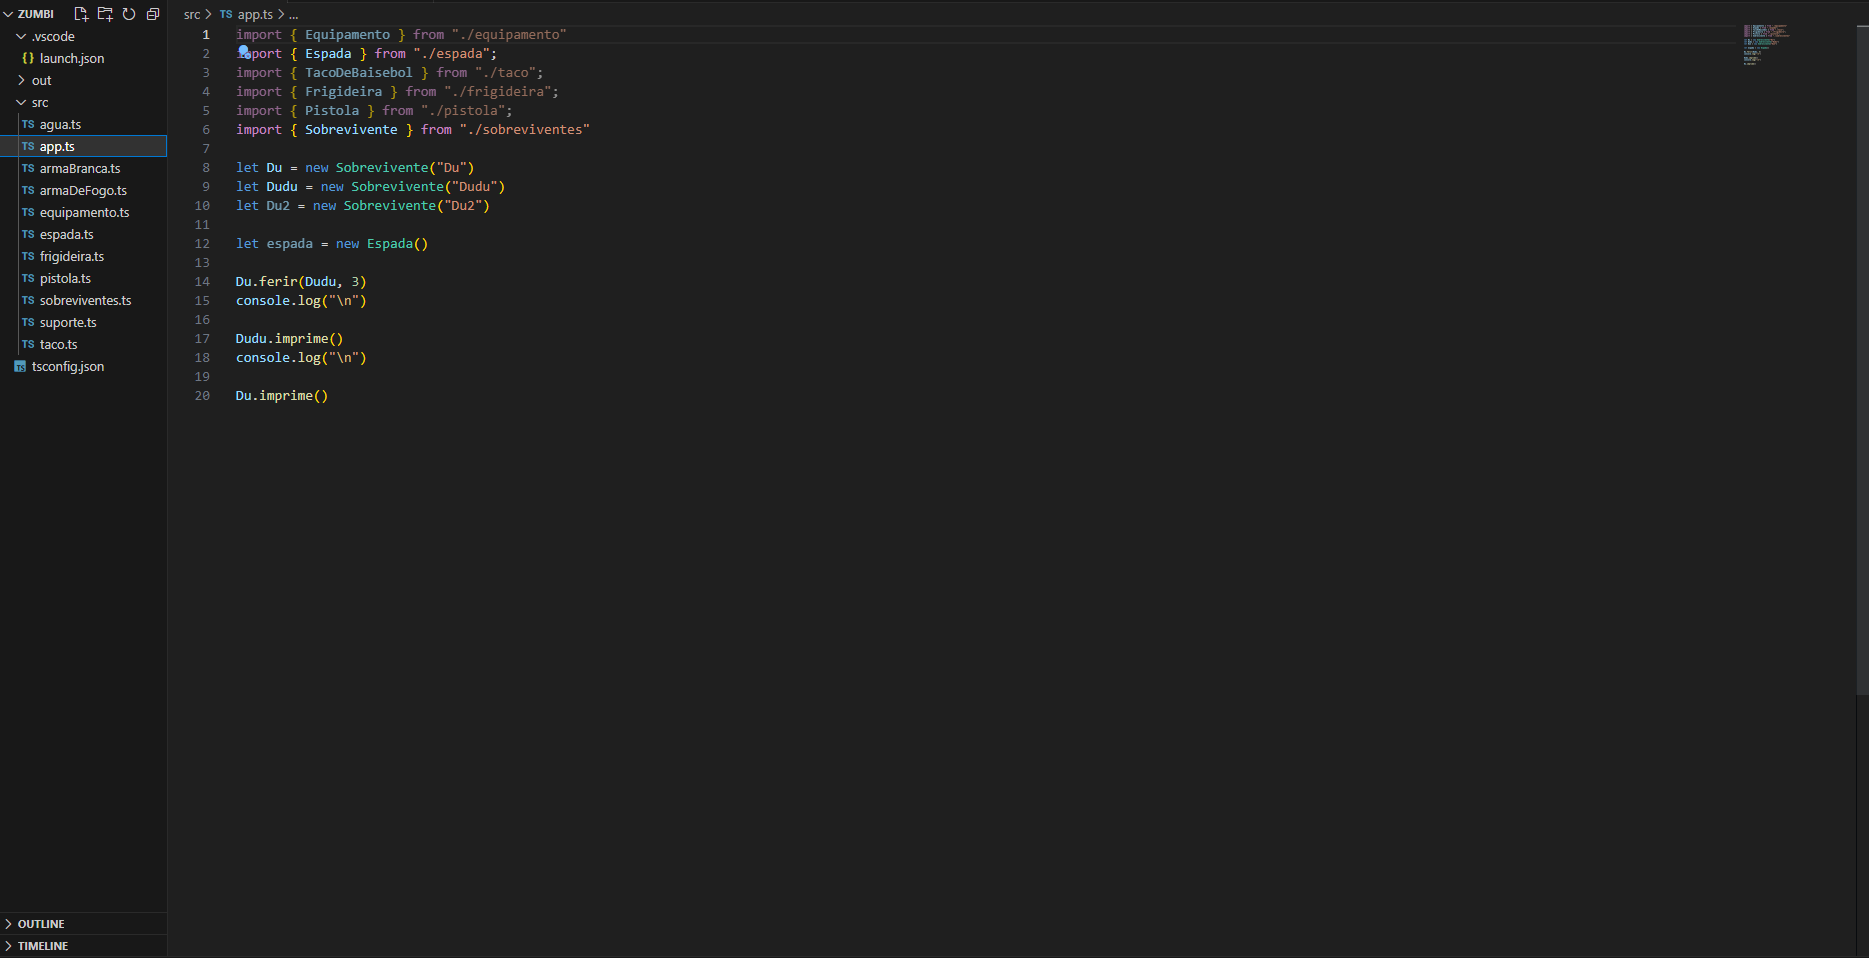 ZUMBI
.vscode
{} launch.json
out
src
TS agua.ts
TS app.ts
TS armaBranca.ts
TS armaDeFogo.ts
TS equipamento.ts
TS espada.ts
TS frigideira.ts
TS pistola.ts
TS sobreviventes.ts
TS suporte.ts
TS taco.ts
TS tsconfig.json
OUTLINE
TIMELINE
src > TS app.ts > ...
1 import { Equipamento } from "./equipamento"
2 import { Espada } from "./espada";
3 import { TacoDeBaisebol } from "./taco";
4 import { Frigideira } from "./frigideira";
5 import { Pistola } from "./pistola";
6 import { Sobrevivente } from "./sobreviventes"
7
8 let Du = new Sobrevivente("Du")
9 let Dudu = new Sobrevivente("Dudu")
10 let Du2 = new Sobrevivente("Du2")
11
12 let espada = new Espada()
13
14 Du.ferir(Dudu, 3)
15 console.log("\n")
16
17 Dudu.imprime()
18 console.log("\n")
19
20 Du.imprime()